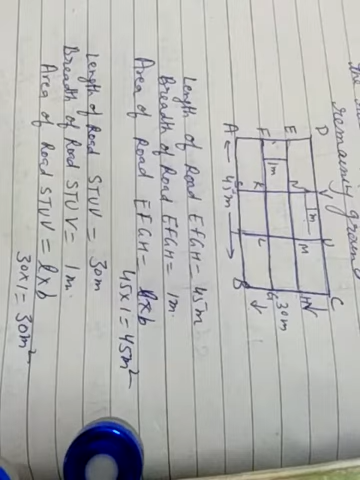 remaining ground
D V U C
E N M H
1m
30m
F K L G
1m
A ← 45m → B
Length of Road EFGH = 45m
Breadth of Road EFGH = 1m.
Area of Road EFGH = l×b
45×1 = 45m²
Length of Road STUV = 30m
Breadth of Road STUV = 1m.
Area of Road STUV = l×b
30×1 = 30m²